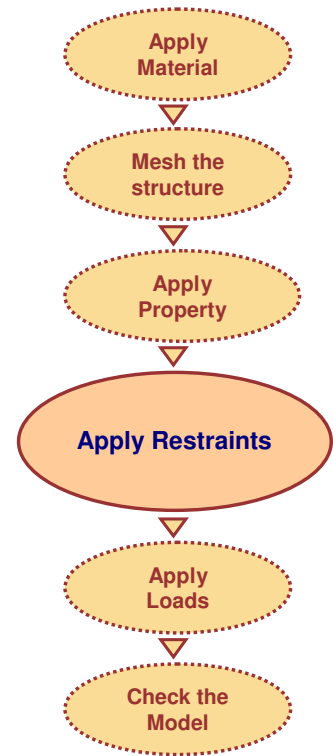 Apply
Material
Mesh the
structure
Apply
Property
Apply Restraints
Apply
Loads
Check the
Model